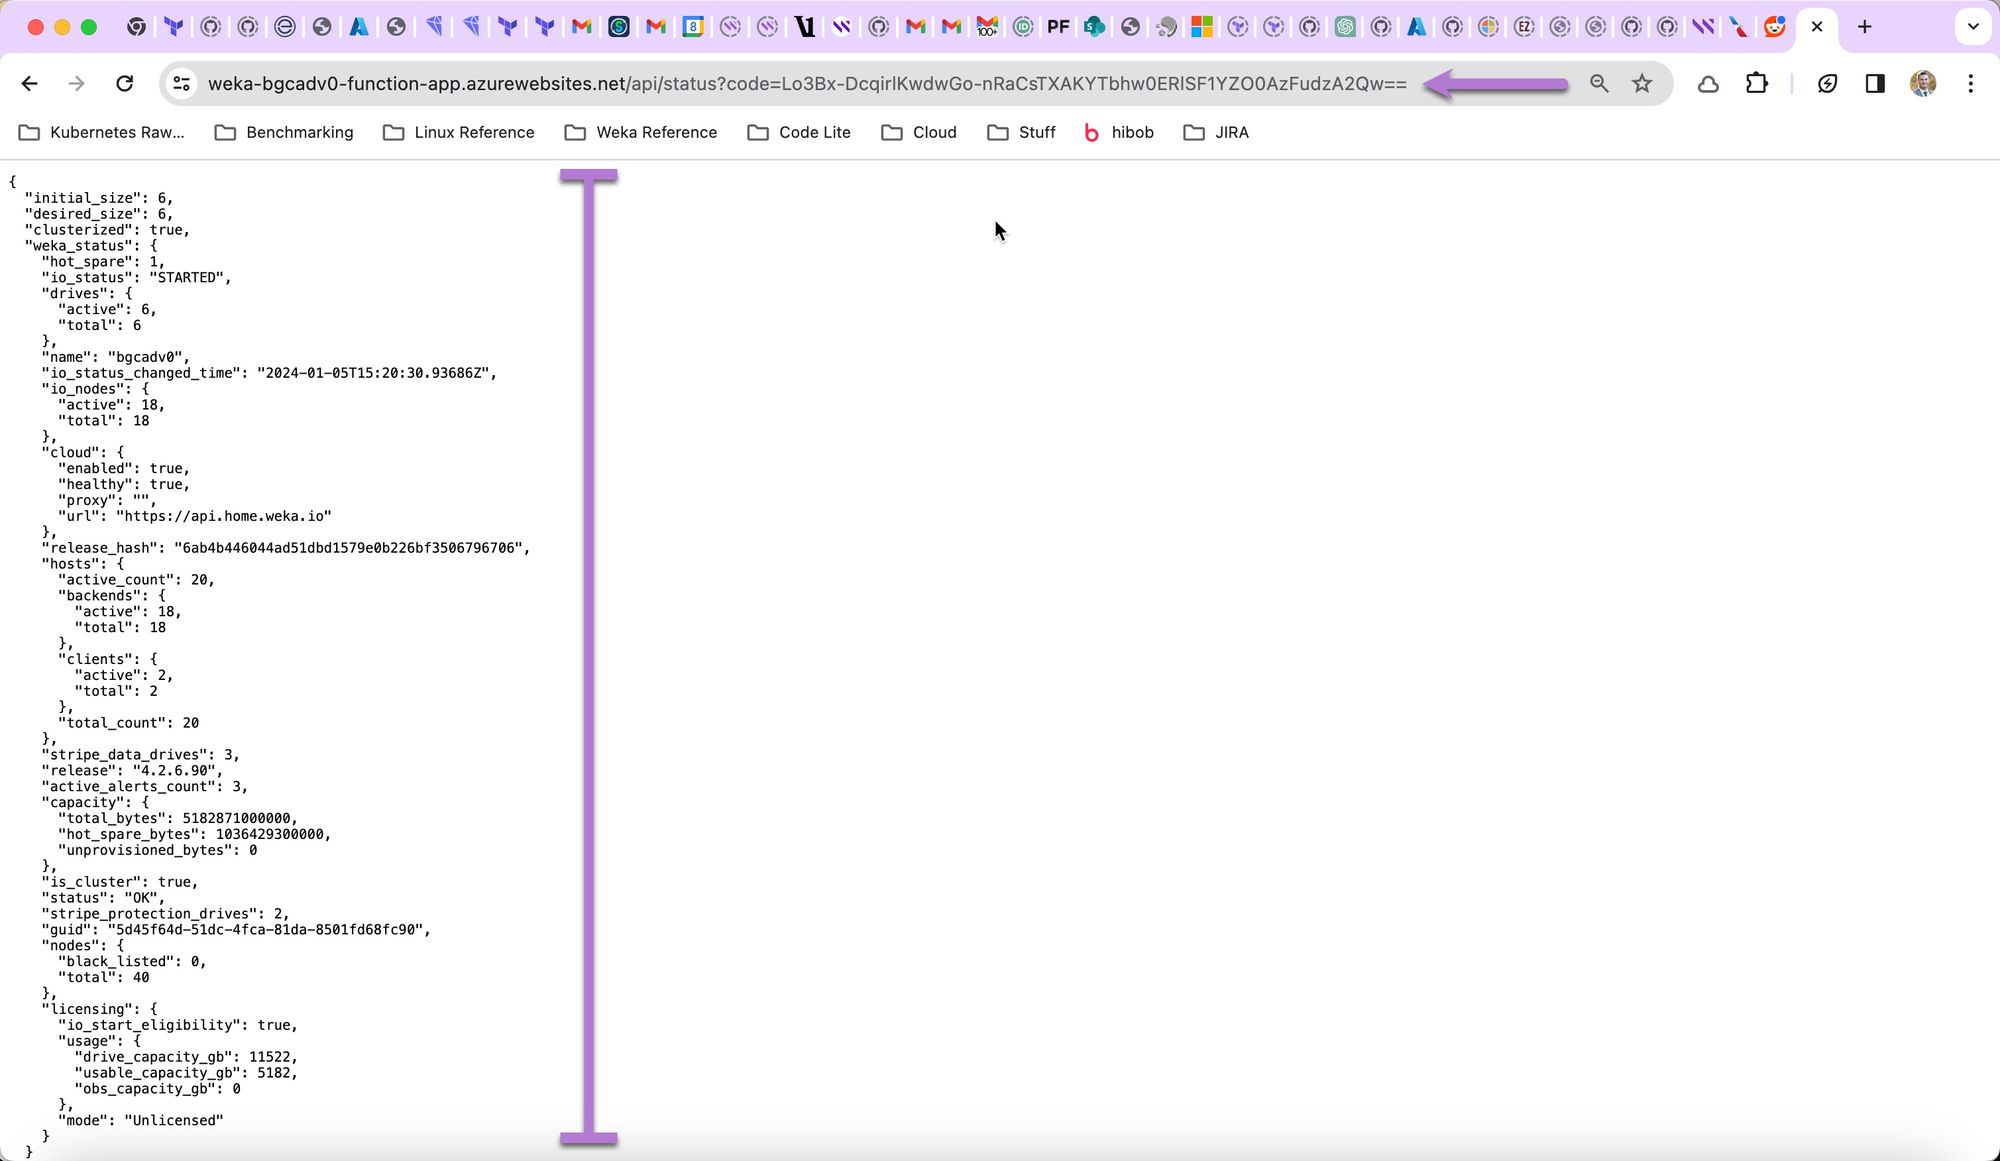 8
100+
PF
EZ
weka-bgcadv0-function-app.azurewebsites.net/api/status?code=Lo3Bx-DcqirlKwdwGo-nRaCsTXAKYTbhw0ERlSF1YZO0AzFudzA2Qw==
Kubernetes Raw... Benchmarking Linux Reference Weka Reference Code Lite Cloud Stuff b hibob JIRA
{
"initial_size": 6,
"desired_size": 6,
"clusterized": true,
"weka_status": {
"hot_spare": 1,
"io_status": "STARTED",
"drives": {
"active": 6,
"total": 6
},
"name": "bgcadv0",
"io_status_changed_time": "2024-01-05T15:20:30.93686Z",
"io_nodes": {
"active": 18,
"total": 18
},
"cloud": {
"enabled": true,
"healthy": true,
"proxy": "",
"url": "https://api.home.weka.io"
},
"release_hash": "6ab4b446044ad51dbd1579e0b226bf3506796706",
"hosts": {
"active_count": 20,
"backends": {
"active": 18,
"total": 18
},
"clients": {
"active": 2,
"total": 2
},
"total_count": 20
},
"stripe_data_drives": 3,
"release": "4.2.6.90",
"active_alerts_count": 3,
"capacity": {
"total_bytes": 5182871000000,
"hot_spare_bytes": 1036429300000,
"unprovisioned_bytes": 0
},
"is_cluster": true,
"status": "OK",
"stripe_protection_drives": 2,
"guid": "5d45f64d-51dc-4fca-81da-8501fd68fc90",
"nodes": {
"black_listed": 0,
"total": 40
},
"licensing": {
"io_start_eligibility": true,
"usage": {
"drive_capacity_gb": 11522,
"usable_capacity_gb": 5182,
"obs_capacity_gb": 0
},
"mode": "Unlicensed"
}
}